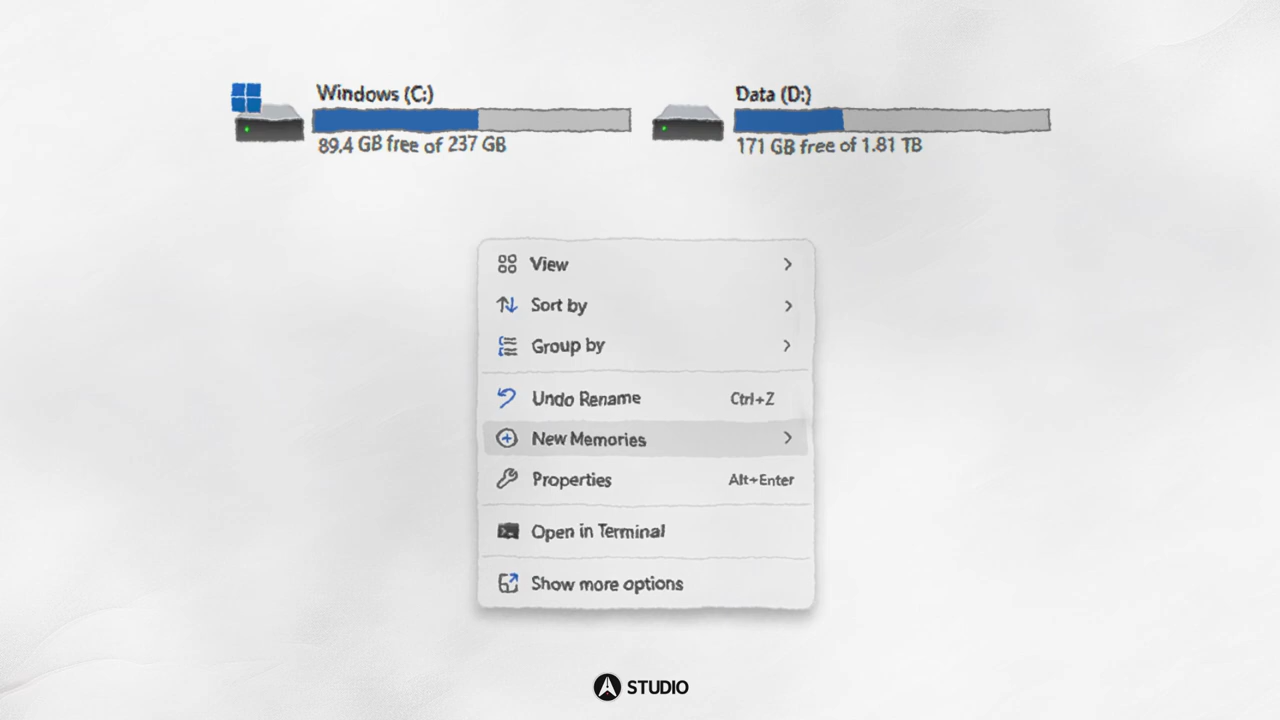 Windows (C:)
89.4 GB free of 237 GB
Data (D:)
171 GB free of 1.81 TB
View
Sort by
Group by
Undo Rename Ctrl+Z
New Memories
Properties Alt+Enter
Open in Terminal
Show more options
STUDIO